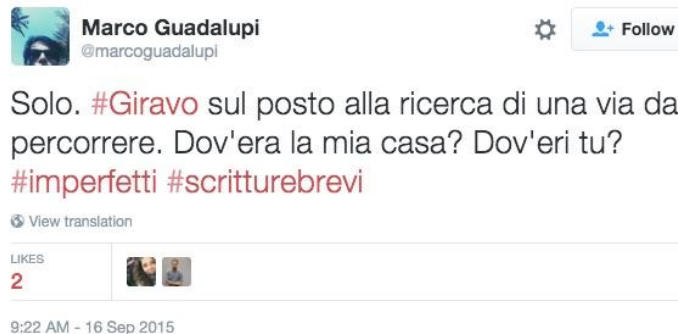 Marco Guadalupi
@marcoguadalupi
Follow
Solo. #Giravo sul posto alla ricerca di una via da
percorrere. Dov'era la mia casa? Dov'eri tu?
#imperfetti #scritturebrevi
View translation
LIKES
2
9:22 AM - 16 Sep 2015